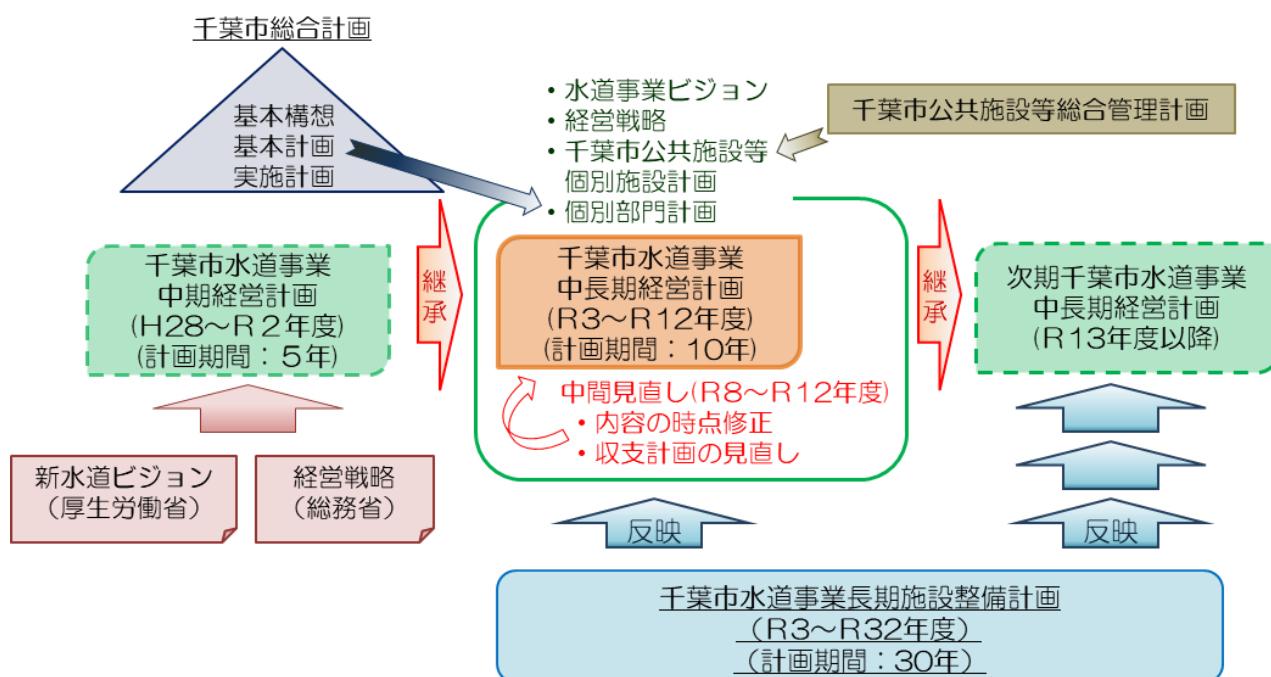 千葉市総合計画
基本構想
基本計画
実施計画
・水道事業ビジョン
・経営戦略
・千葉市公共施設等
個別施設計画
・個別部門計画
千葉市公共施設等総合管理計画
千葉市水道事業
中期経営計画
(H28～R2年度)
(計画期間：5年)
継承
千葉市水道事業
中長期経営計画
(R3～R12年度)
(計画期間：10年)
中間見直し(R8～R12年度)
・内容の時点修正
・収支計画の見直し
継承
次期千葉市水道事業
中長期経営計画
(R13年度以降)
新水道ビジョン
（厚生労働省）
経営戦略
（総務省）
反映
反映
千葉市水道事業長期施設整備計画
（R3～R32年度）
（計画期間：30年）